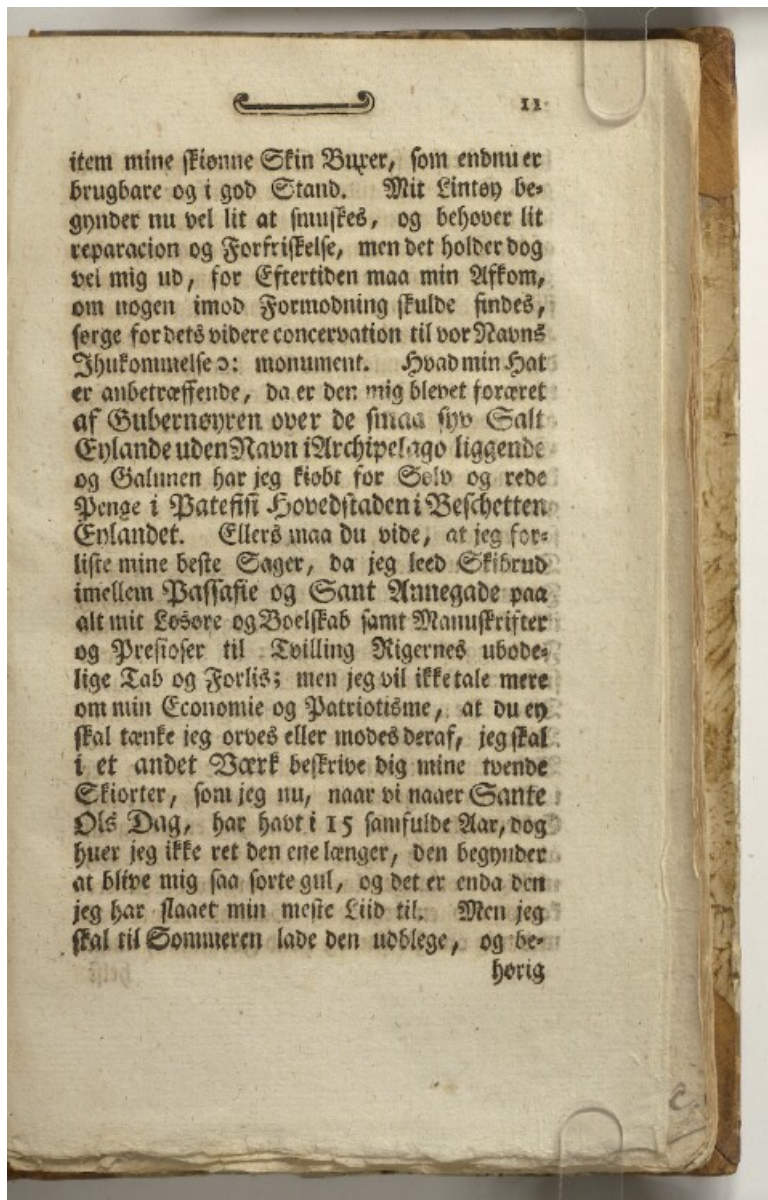 11
item mine skiønne Skin Buxer, som endnu er
brugbare og i god Stand. Mit Lintøy be-
gynder nu vel lit at smuskes, og behøver lit
reparacion og Forfriskelse, men det holder dog
vel mig ud, for Eftertiden maa min Afkom,
om nogen imod Formodning skulde findes,
sørge for dets videre concervation til vor Navns
Ihukommelse ɔ: monument. Hvad min Hat
er anbetræffende, da er den mig blevet foræret
af Gubernøyren over de smaa syv Salt
Eylande uden Navn i Archipelago liggende
og Galunen har jeg kiøbt for Sølv og rede
Penge i Patefisi Hovedstaden i Beschetten
Eylandet. Ellers maa du vide, at jeg for-
liste mine beste Sager, da jeg leed Skibrud
imellem Passasie og Sant Annegade paa
alt mit Løsøre og Boelskab samt Manuskrifter
og Presioser til Tvilling Rigernes ubode-
lige Tab og Forlis; men jeg vil ikke tale mere
om min Economie og Patriotisme, at du ey
skal tænke jeg orves eller modes deraf, jeg skal
i et andet Værk beskrive dig mine tvende
Skiorter, som jeg nu, naar vi naaer Sante
Ols Dag, har havt i 15 samfulde Aar, dog
huer jeg ikke ret den ene længer, den begynder
at blive mig saa sorte gul, og det er enda den
jeg har slaaet min meste Liid til. Men jeg
skal til Sommeren lade den udblege, og be-
hørig